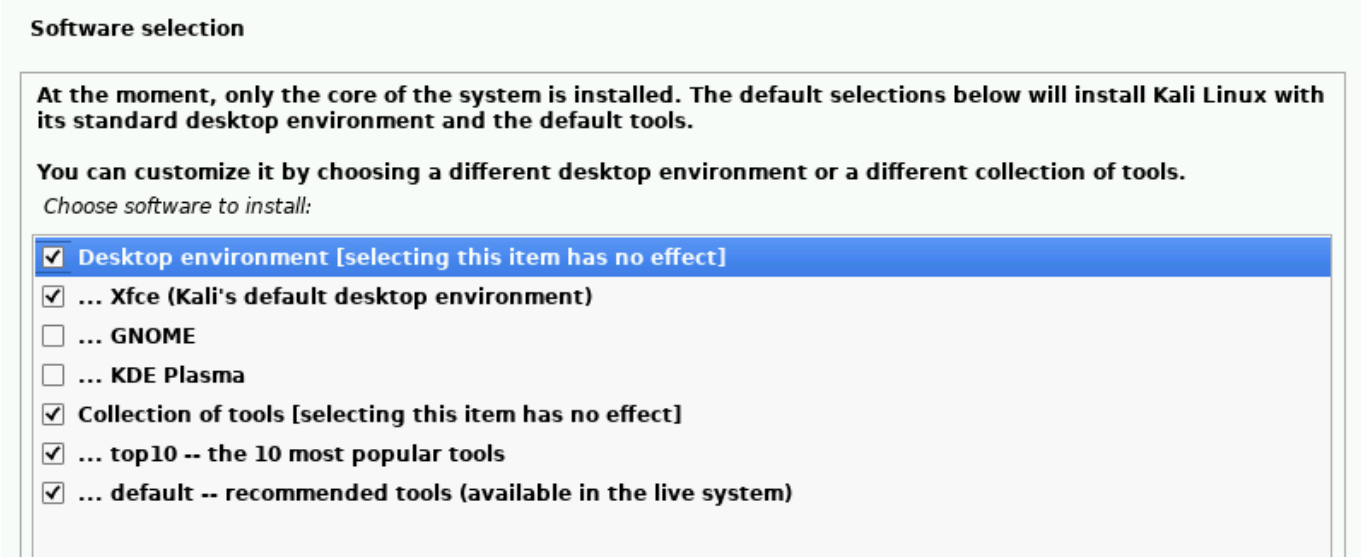 Software selection
At the moment, only the core of the system is installed. The default selections below will install Kali Linux with
its standard desktop environment and the default tools.
You can customize it by choosing a different desktop environment or a different collection of tools.
Choose software to install:
Desktop environment [selecting this item has no effect]
... Xfce (Kali's default desktop environment)
... GNOME
... KDE Plasma
Collection of tools [selecting this item has no effect]
... top10 -- the 10 most popular tools
... default -- recommended tools (available in the live system)